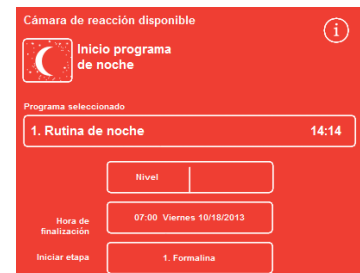 Cámara de reacción disponible
i
Inicio programa
de noche
Programa seleccionado
1. Rutina de noche 14:14
Nivel
Hora de
finalización
07:00 Viernes 10/18/2013
Iniciar etapa
1. Formalina